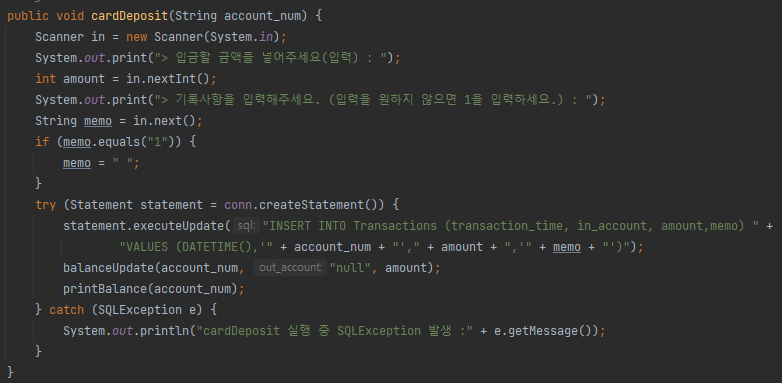 public void cardDeposit(String account_num) {
    Scanner in = new Scanner(System.in);
    System.out.print("> 입금할 금액을 넣어주세요(입력) : ");
    int amount = in.nextInt();
    System.out.print("> 기록사항을 입력해주세요. (입력을 원하지 않으면 1을 입력하세요.) : ");
    String memo = in.next();
    if (memo.equals("1")) {
        memo = " ";
    }
    try (Statement statement = conn.createStatement()) {
        statement.executeUpdate( sql: "INSERT INTO Transactions (transaction_time, in_account, amount,memo) " +
                "VALUES (DATETIME(),'" + account_num + "'," + amount + ",'" + memo + "')");
        balanceUpdate(account_num, out_account: "null", amount);
        printBalance(account_num);
    } catch (SQLException e) {
        System.out.println("cardDeposit 실행 중 SQLException 발생 :" + e.getMessage());
    }
}